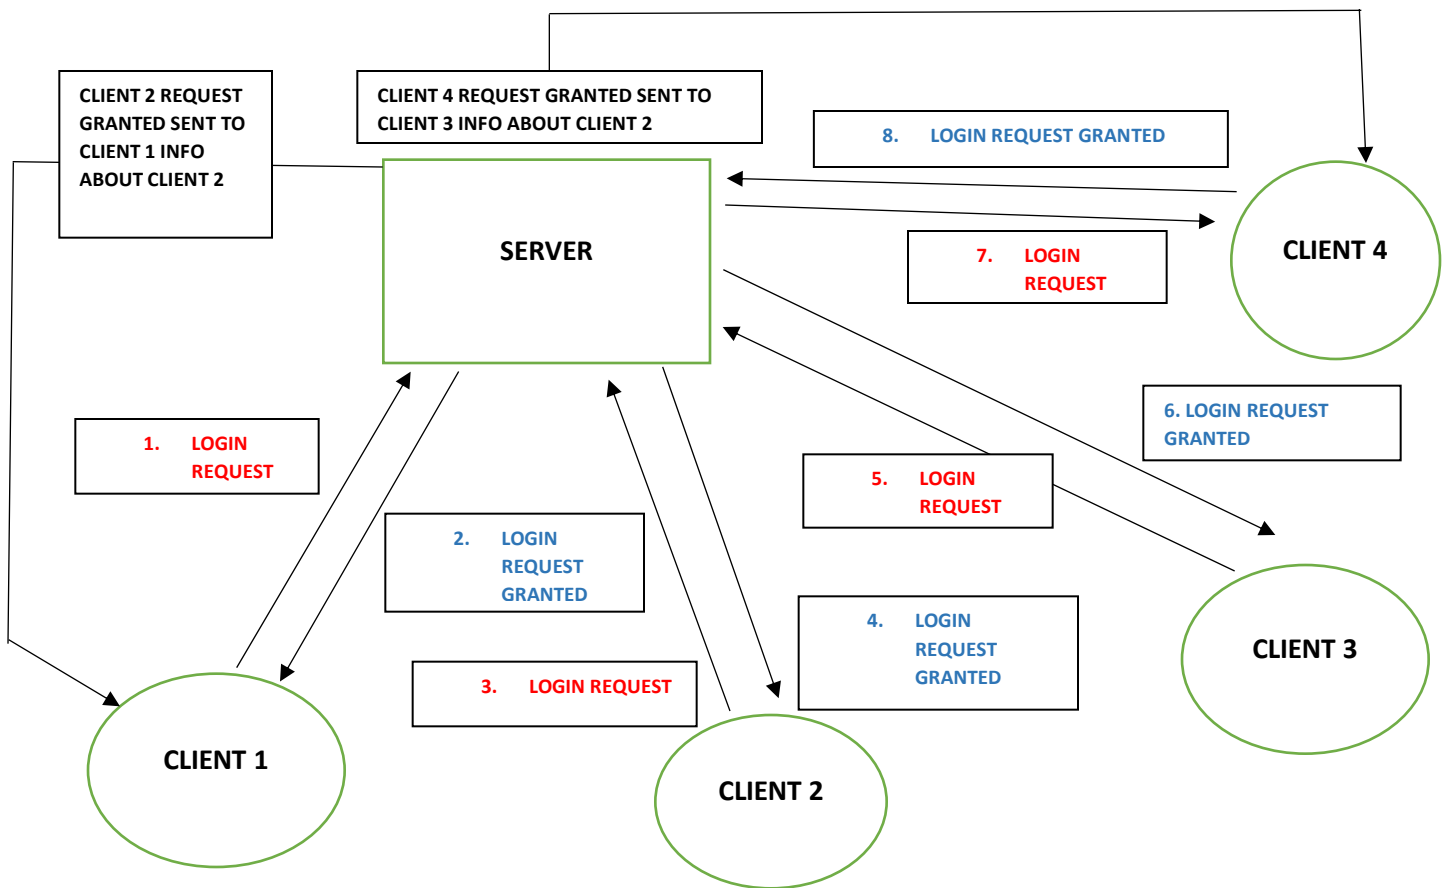 CLIENT 2 REQUEST
GRANTED SENT TO
CLIENT 1 INFO
ABOUT CLIENT 2
CLIENT 4 REQUEST GRANTED SENT TO
CLIENT 3 INFO ABOUT CLIENT 2
8. LOGIN REQUEST GRANTED
SERVER
CLIENT 4
7. LOGIN
REQUEST
6. LOGIN REQUEST
GRANTED
1. LOGIN
REQUEST
5. LOGIN
REQUEST
2. LOGIN
REQUEST
GRANTED
4. LOGIN
REQUEST
GRANTED
CLIENT 3
3. LOGIN REQUEST
CLIENT 1
CLIENT 2